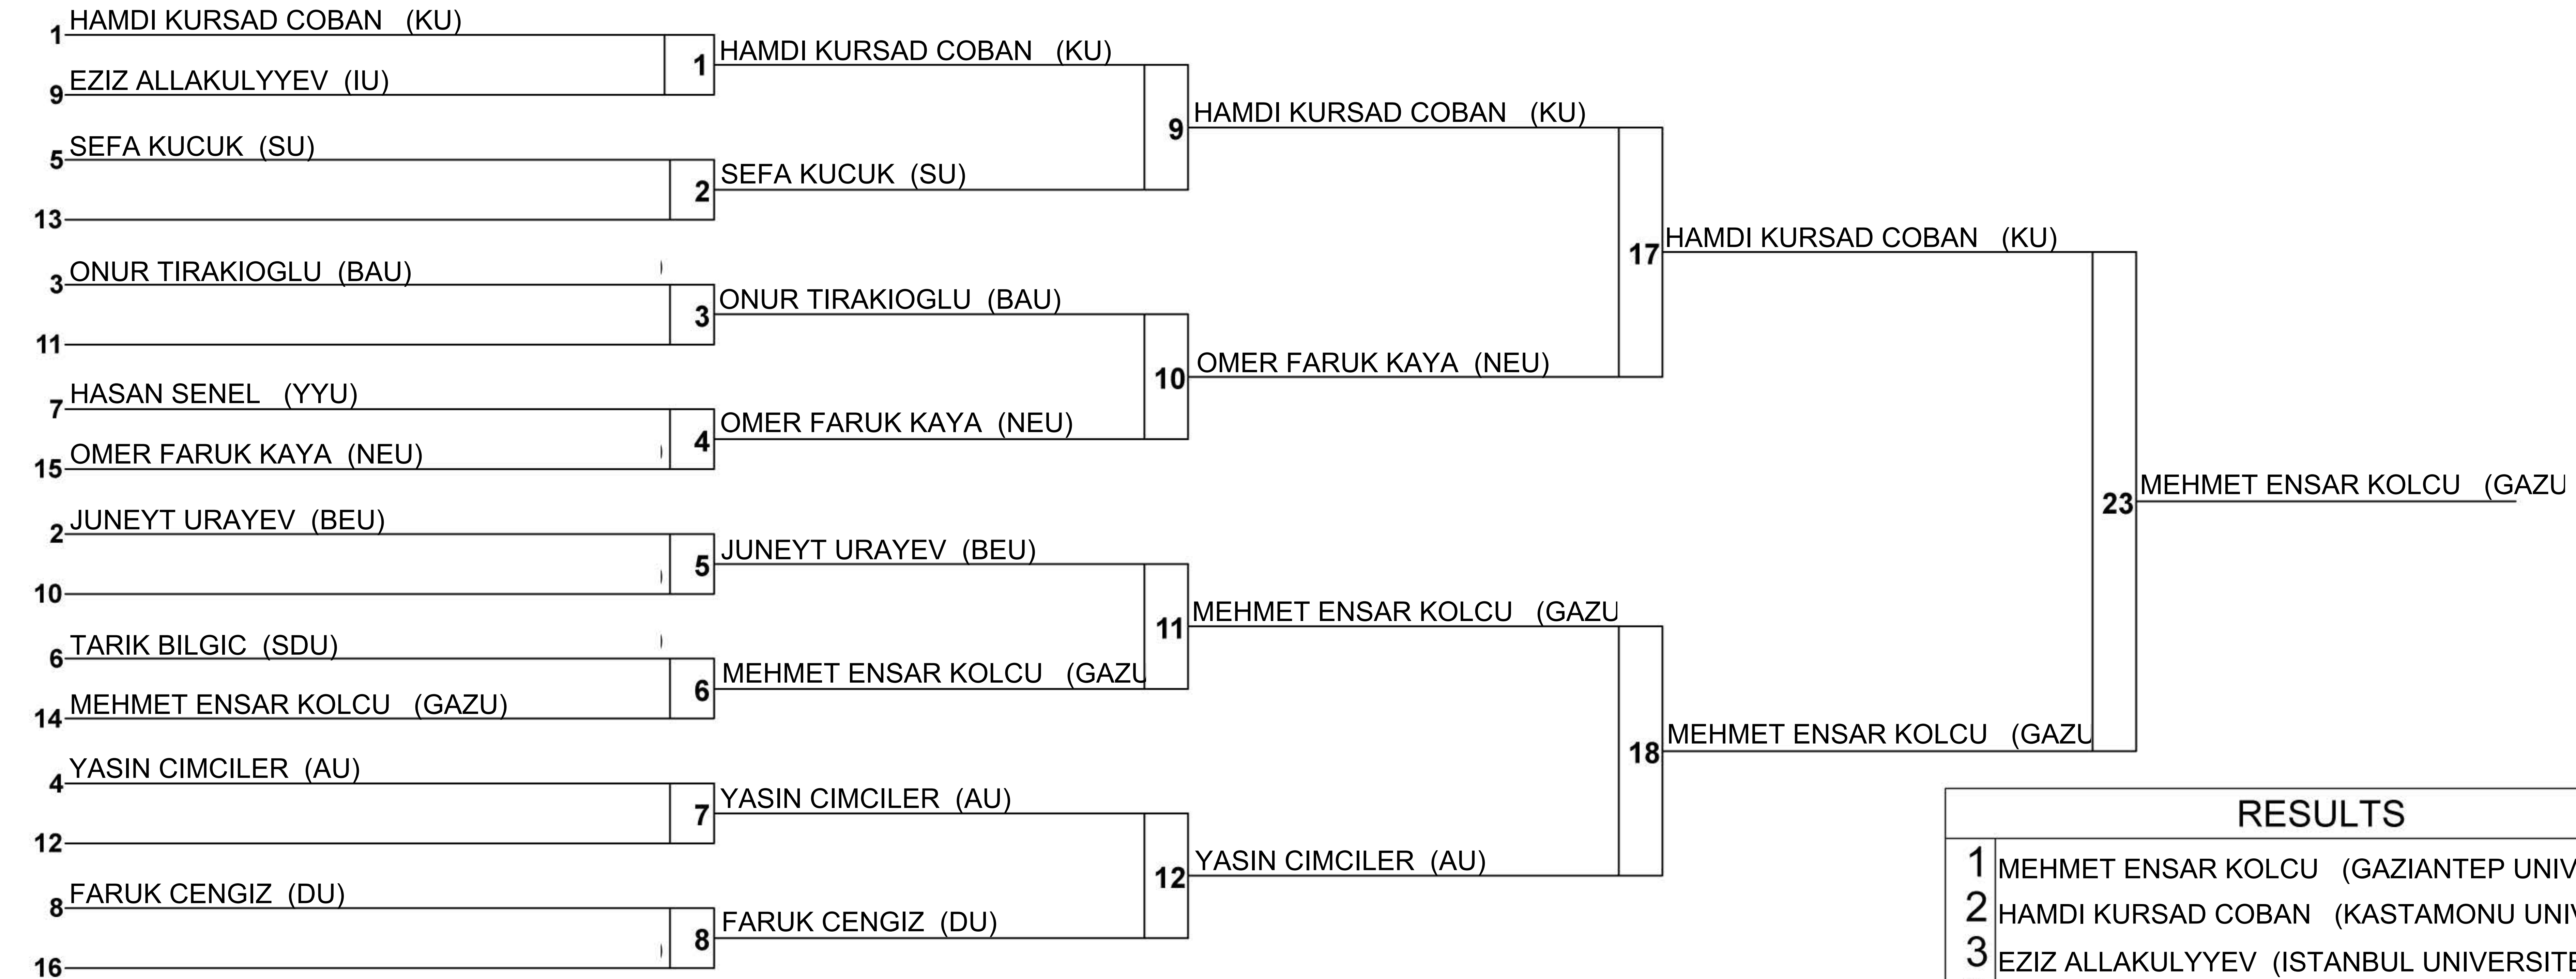 1 HAMDI KURSAD COBAN (KU)
9 EZIZ ALLAKULYYEV (IU)
5 SEFA KUCUK (SU)
13
3 ONUR TIRAKIOGLU (BAU)
11
7 HASAN SENEL (YYU)
15 OMER FARUK KAYA (NEU)
2 JUNEYT URAYEV (BEU)
10
6 TARIK BILGIC (SDU)
14 MEHMET ENSAR KOLCU (GAZU)
4 YASIN CIMCILER (AU)
12
8 FARUK CENGIZ (DU)
16
1 HAMDI KURSAD COBAN (KU)
2 SEFA KUCUK (SU)
3 ONUR TIRAKIOGLU (BAU)
4 OMER FARUK KAYA (NEU)
5 JUNEYT URAYEV (BEU)
6 MEHMET ENSAR KOLCU (GAZU
7 YASIN CIMCILER (AU)
8 FARUK CENGIZ (DU)
9 HAMDI KURSAD COBAN (KU)
10 OMER FARUK KAYA (NEU)
11 MEHMET ENSAR KOLCU (GAZU
12 YASIN CIMCILER (AU)
17 HAMDI KURSAD COBAN (KU)
18 MEHMET ENSAR KOLCU (GAZU
23 MEHMET ENSAR KOLCU (GAZU
RESULTS
1 MEHMET ENSAR KOLCU (GAZIANTEP UNIV
2 HAMDI KURSAD COBAN (KASTAMONU UNIV
3 EZIZ ALLAKULYYEV (ISTANBUL UNIVERSITE